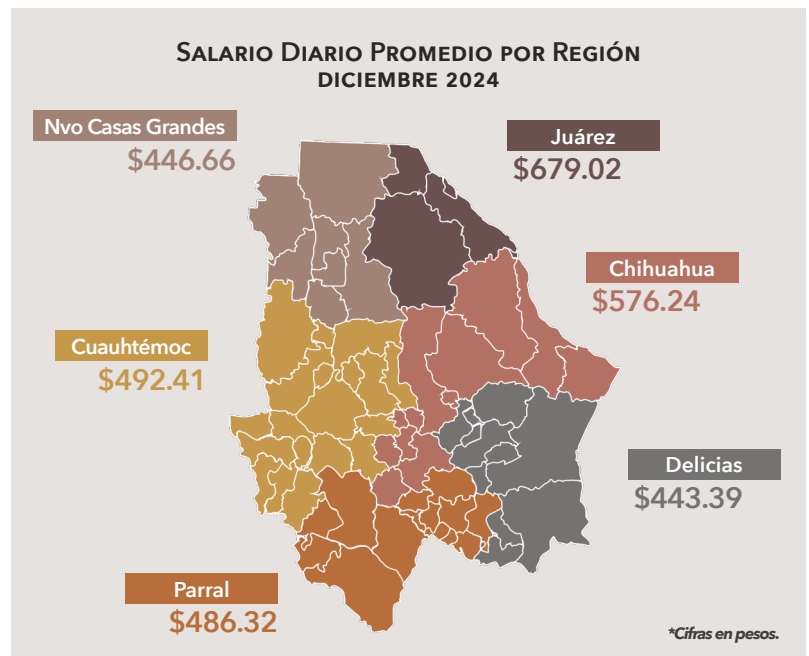 Salario Diario Promedio por Región
DICIEMBRE 2024
Nvo Casas Grandes
$446.66
Juárez
$679.02
Chihuahua
$576.24
Cuauhtémoc
$492.41
Delicias
$443.39
Parral
$486.32
*Cifras en pesos.